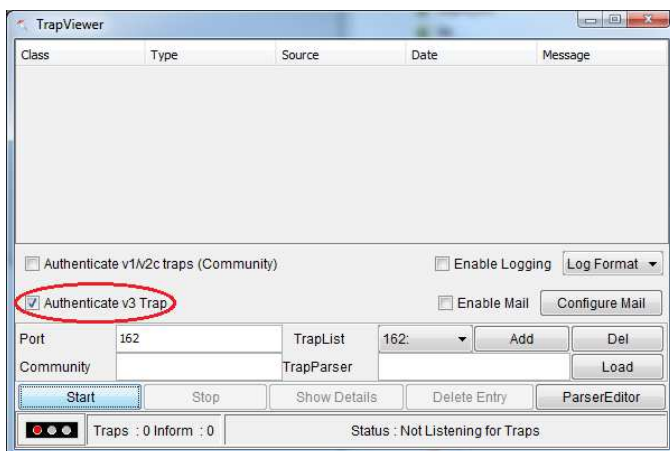 TrapViewer
Class Type Source Date Message
Authenticate v1/v2c traps (Community) Enable Logging Log Format
Authenticate v3 Trap Enable Mail Configure Mail
Port 162 TrapList 162: Add Del
Community TrapParser Load
Start Stop Show Details Delete Entry ParserEditor
Traps : 0 Inform : 0 Status : Not Listening for Traps